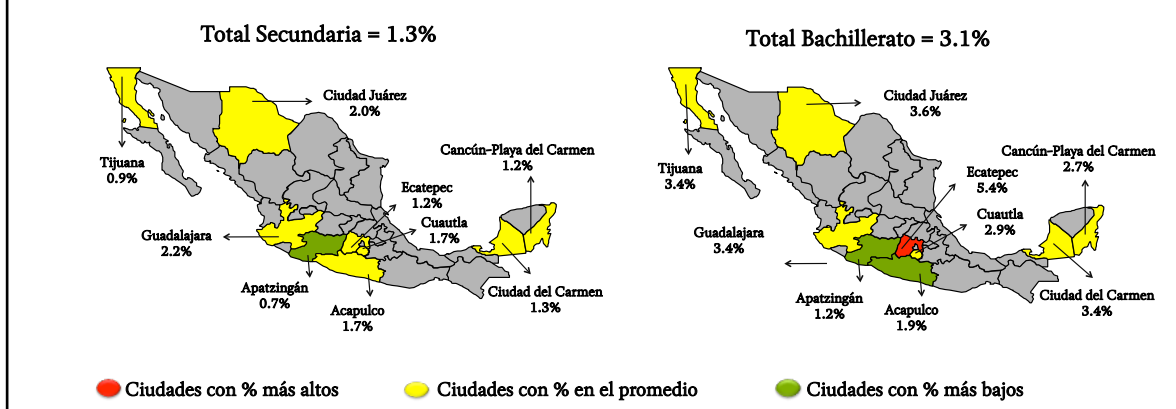 Total Secundaria = 1.3%
Ciudad Juárez
2.0%
Tijuana
0.9%
Cancún-Playa del Carmen
1.2%
Ecatepec
1.2%
Cuautla
1.7%
Guadalajara
2.2%
Apatzingán
0.7%
Acapulco
1.7%
Ciudad del Carmen
1.3%
Total Bachillerato = 3.1%
Ciudad Juárez
3.6%
Tijuana
3.4%
Cancún-Playa del Carmen
2.7%
Ecatepec
5.4%
Cuautla
2.9%
Guadalajara
3.4%
Apatzingán
1.2%
Acapulco
1.9%
Ciudad del Carmen
3.4%
Ciudades con % más altos
Ciudades con % en el promedio
Ciudades con % más bajos